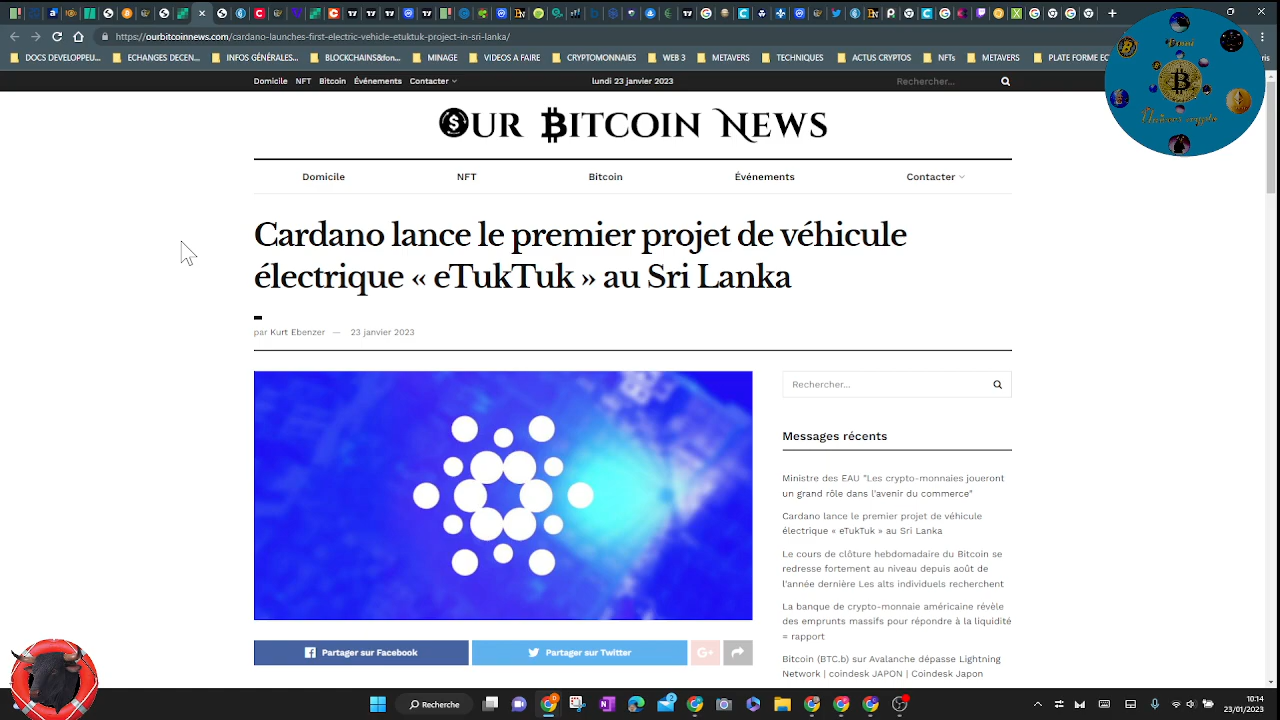 https://ourbitcoinnews.com/cardano-launches-first-electric-vehicle-etuktuk-project-in-sri-lanka/
DOCS DEVELOPPEU... ECHANGES DECEN... INFOS GÉNÉRALES... BLOCKCHAINS&fon... MINAGE VIDEOS A FAIRE CRYPTOMONNAIES WEB 3 METAVERS TECHNIQUES ACTUS CRYPTOS NFTs METAVERS PLATE FORME EC
Domicile NFT Bitcoin Événements Contacter lundi 23 janvier 2023 Rechercher...
OUR BITCOIN NEWS
Domicile NFT Bitcoin Événements Contacter
Cardano lance le premier projet de véhicule
électrique « eTukTuk » au Sri Lanka
par Kurt Ebenzer — 23 janvier 2023
Rechercher...
Messages récents
Ministre des EAU "Les crypto-monnaies joueront
un grand rôle dans l'avenir du commerce"
Cardano lance le premier projet de véhicule
électrique « eTukTuk » au Sri Lanka
Le cours de clôture hebdomadaire du Bitcoin se
redresse fortement au niveau depuis août de
l'année dernière Les alts individuels recherchent
La banque de crypto-monnaie américaine révèle
des emprunts massifs pour répondre à la liquidité
= rapport
Bitcoin (BTC.b) sur Avalanche dépasse Lightning
Network | coindesk JAPON | Coindesk Japon
Partager sur Facebook Partager sur Twitter
Recherche
10:14
23/01/2023